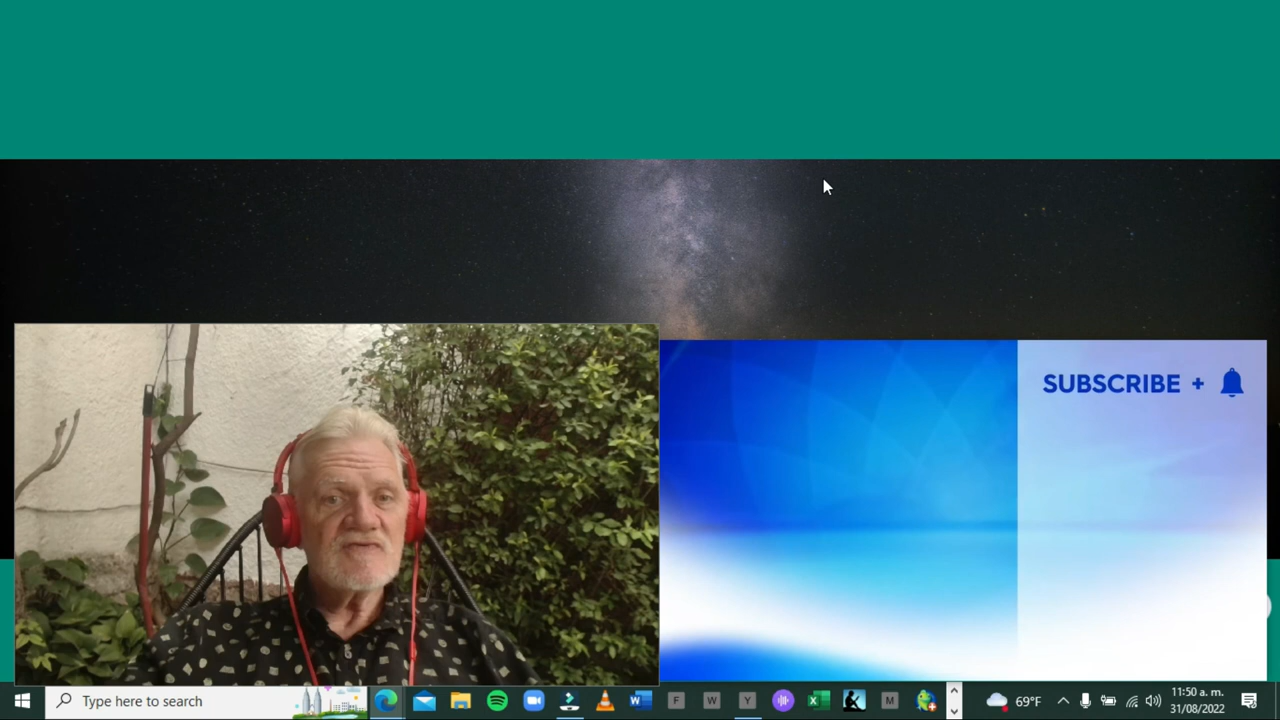 SUBSCRIBE +
Type here to search
F
W
Y
M
69°F
11:50 a. m.
31/08/2022